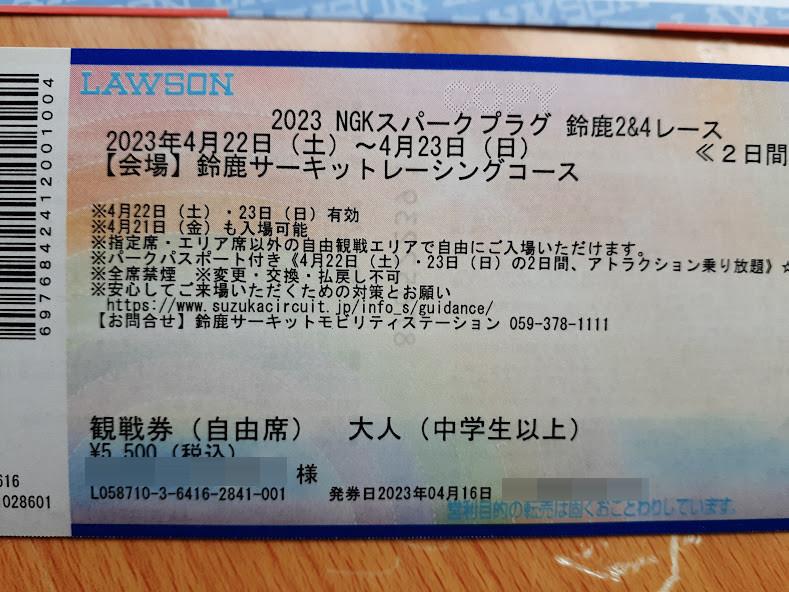 LAWSON
COPY
2023 NGKスパークプラグ 鈴鹿2&4レース
2023年4月22日（土）～4月23日（日） ≪2日間
【会場】鈴鹿サーキットレーシングコース
※4月22日（土）・23日（日）有効
※4月21日（金）も入場可能
※指定席・エリア席以外の自由観戦エリアで自由にご入場いただけます。
※パークパスポート付き《4月22日（土）・23日（日）の2日間、アトラクション乗り放題》☆
※全席禁煙 ※変更・交換・払戻し不可
※安心してご来場いただくための対策とお願い
https://www.suzukacircuit.jp/info_s/guidance/
【お問合せ】鈴鹿サーキットモビリティステーション 059-378-1111
観戦券（自由席） 大人（中学生以上）
¥5,500（税込）
様
L058710-3-6416-2841-001 発券日2023年04月16日
営利目的の転売は固くおことわりしています。
6976842412001004
616
028601